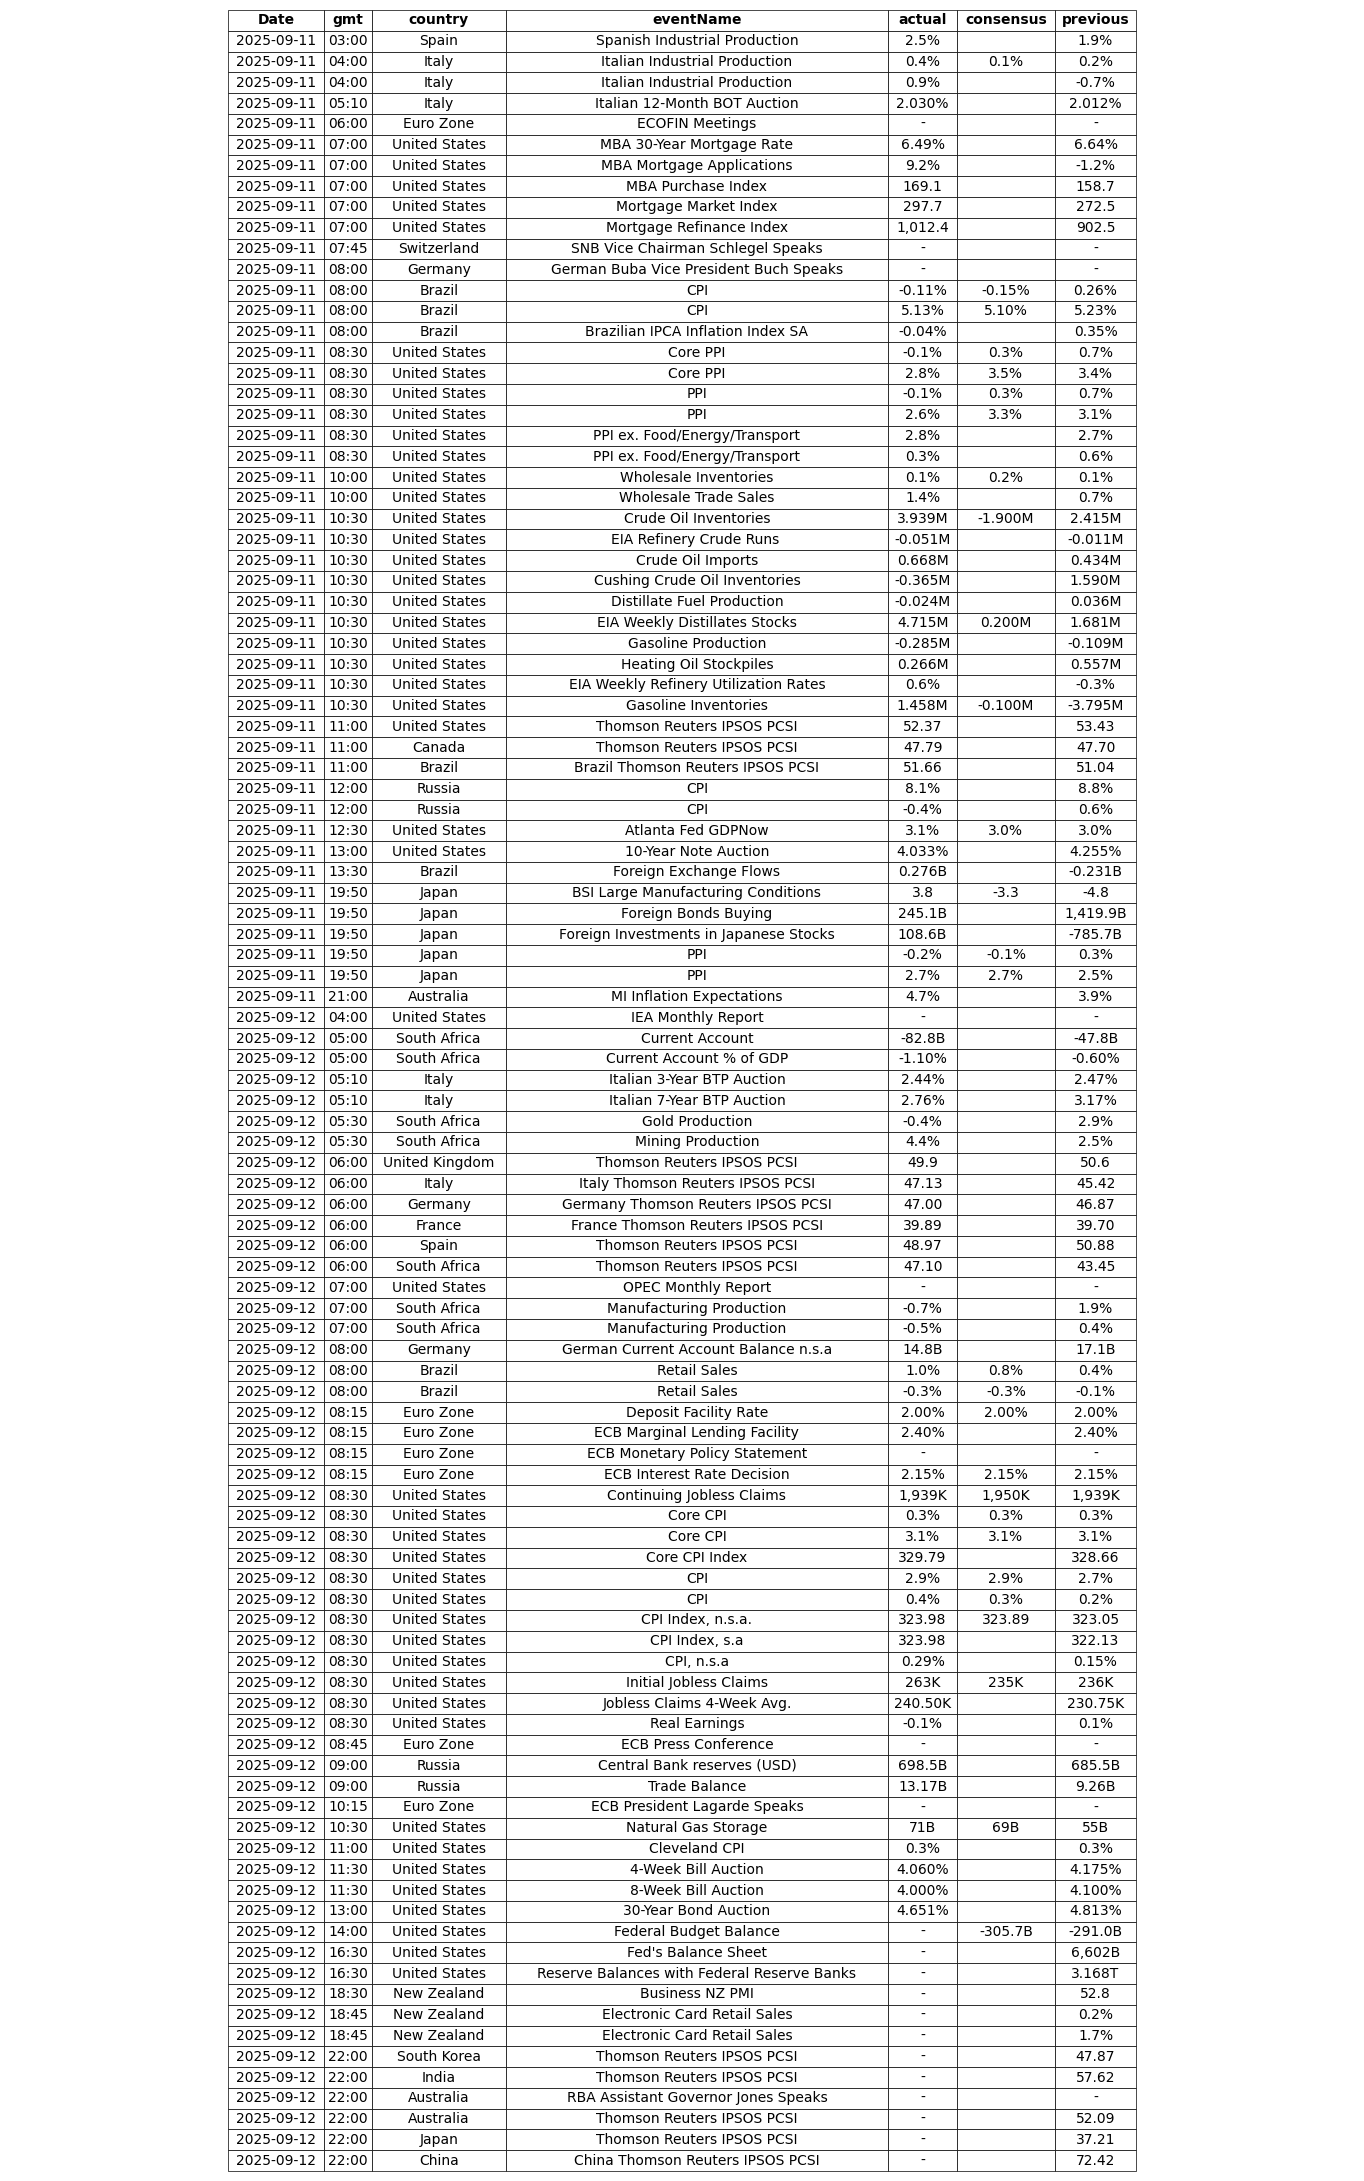 Date gmt country eventName actual consensus previous
2025-09-11 03:00 Spain Spanish Industrial Production 2.5% 1.9%
2025-09-11 04:00 Italy Italian Industrial Production 0.4% 0.1% 0.2%
2025-09-11 04:00 Italy Italian Industrial Production 0.9% -0.7%
2025-09-11 05:10 Italy Italian 12-Month BOT Auction 2.030% 2.012%
2025-09-11 06:00 Euro Zone ECOFIN Meetings - -
2025-09-11 07:00 United States MBA 30-Year Mortgage Rate 6.49% 6.64%
2025-09-11 07:00 United States MBA Mortgage Applications 9.2% -1.2%
2025-09-11 07:00 United States MBA Purchase Index 169.1 158.7
2025-09-11 07:00 United States Mortgage Market Index 297.7 272.5
2025-09-11 07:00 United States Mortgage Refinance Index 1,012.4 902.5
2025-09-11 07:45 Switzerland SNB Vice Chairman Schlegel Speaks - -
2025-09-11 08:00 Germany German Buba Vice President Buch Speaks - -
2025-09-11 08:00 Brazil CPI -0.11% -0.15% 0.26%
2025-09-11 08:00 Brazil CPI 5.13% 5.10% 5.23%
2025-09-11 08:00 Brazil Brazilian IPCA Inflation Index SA -0.04% 0.35%
2025-09-11 08:30 United States Core PPI -0.1% 0.3% 0.7%
2025-09-11 08:30 United States Core PPI 2.8% 3.5% 3.4%
2025-09-11 08:30 United States PPI -0.1% 0.3% 0.7%
2025-09-11 08:30 United States PPI 2.6% 3.3% 3.1%
2025-09-11 08:30 United States PPI ex. Food/Energy/Transport 2.8% 2.7%
2025-09-11 08:30 United States PPI ex. Food/Energy/Transport 0.3% 0.6%
2025-09-11 10:00 United States Wholesale Inventories 0.1% 0.2% 0.1%
2025-09-11 10:00 United States Wholesale Trade Sales 1.4% 0.7%
2025-09-11 10:30 United States Crude Oil Inventories 3.939M -1.900M 2.415M
2025-09-11 10:30 United States EIA Refinery Crude Runs -0.051M -0.011M
2025-09-11 10:30 United States Crude Oil Imports 0.668M 0.434M
2025-09-11 10:30 United States Cushing Crude Oil Inventories -0.365M 1.590M
2025-09-11 10:30 United States Distillate Fuel Production -0.024M 0.036M
2025-09-11 10:30 United States EIA Weekly Distillates Stocks 4.715M 0.200M 1.681M
2025-09-11 10:30 United States Gasoline Production -0.285M -0.109M
2025-09-11 10:30 United States Heating Oil Stockpiles 0.266M 0.557M
2025-09-11 10:30 United States EIA Weekly Refinery Utilization Rates 0.6% -0.3%
2025-09-11 10:30 United States Gasoline Inventories 1.458M -0.100M -3.795M
2025-09-11 11:00 United States Thomson Reuters IPSOS PCSI 52.37 53.43
2025-09-11 11:00 Canada Thomson Reuters IPSOS PCSI 47.79 47.70
2025-09-11 11:00 Brazil Brazil Thomson Reuters IPSOS PCSI 51.66 51.04
2025-09-11 12:00 Russia CPI 8.1% 8.8%
2025-09-11 12:00 Russia CPI -0.4% 0.6%
2025-09-11 12:30 United States Atlanta Fed GDPNow 3.1% 3.0% 3.0%
2025-09-11 13:00 United States 10-Year Note Auction 4.033% 4.255%
2025-09-11 13:30 Brazil Foreign Exchange Flows 0.276B -0.231B
2025-09-11 19:50 Japan BSI Large Manufacturing Conditions 3.8 -3.3 -4.8
2025-09-11 19:50 Japan Foreign Bonds Buying 245.1B 1,419.9B
2025-09-11 19:50 Japan Foreign Investments in Japanese Stocks 108.6B -785.7B
2025-09-11 19:50 Japan PPI -0.2% -0.1% 0.3%
2025-09-11 19:50 Japan PPI 2.7% 2.7% 2.5%
2025-09-11 21:00 Australia MI Inflation Expectations 4.7% 3.9%
2025-09-12 04:00 United States IEA Monthly Report - -
2025-09-12 05:00 South Africa Current Account -82.8B -47.8B
2025-09-12 05:00 South Africa Current Account % of GDP -1.10% -0.60%
2025-09-12 05:10 Italy Italian 3-Year BTP Auction 2.44% 2.47%
2025-09-12 05:10 Italy Italian 7-Year BTP Auction 2.76% 3.17%
2025-09-12 05:30 South Africa Gold Production -0.4% 2.9%
2025-09-12 05:30 South Africa Mining Production 4.4% 2.5%
2025-09-12 06:00 United Kingdom Thomson Reuters IPSOS PCSI 49.9 50.6
2025-09-12 06:00 Italy Italy Thomson Reuters IPSOS PCSI 47.13 45.42
2025-09-12 06:00 Germany Germany Thomson Reuters IPSOS PCSI 47.00 46.87
2025-09-12 06:00 France France Thomson Reuters IPSOS PCSI 39.89 39.70
2025-09-12 06:00 Spain Thomson Reuters IPSOS PCSI 48.97 50.88
2025-09-12 06:00 South Africa Thomson Reuters IPSOS PCSI 47.10 43.45
2025-09-12 07:00 United States OPEC Monthly Report - -
2025-09-12 07:00 South Africa Manufacturing Production -0.7% 1.9%
2025-09-12 07:00 South Africa Manufacturing Production -0.5% 0.4%
2025-09-12 08:00 Germany German Current Account Balance n.s.a 14.8B 17.1B
2025-09-12 08:00 Brazil Retail Sales 1.0% 0.8% 0.4%
2025-09-12 08:00 Brazil Retail Sales -0.3% -0.3% -0.1%
2025-09-12 08:15 Euro Zone Deposit Facility Rate 2.00% 2.00% 2.00%
2025-09-12 08:15 Euro Zone ECB Marginal Lending Facility 2.40% 2.40%
2025-09-12 08:15 Euro Zone ECB Monetary Policy Statement - -
2025-09-12 08:15 Euro Zone ECB Interest Rate Decision 2.15% 2.15% 2.15%
2025-09-12 08:30 United States Continuing Jobless Claims 1,939K 1,950K 1,939K
2025-09-12 08:30 United States Core CPI 0.3% 0.3% 0.3%
2025-09-12 08:30 United States Core CPI 3.1% 3.1% 3.1%
2025-09-12 08:30 United States Core CPI Index 329.79 328.66
2025-09-12 08:30 United States CPI 2.9% 2.9% 2.7%
2025-09-12 08:30 United States CPI 0.4% 0.3% 0.2%
2025-09-12 08:30 United States CPI Index, n.s.a. 323.98 323.89 323.05
2025-09-12 08:30 United States CPI Index, s.a 323.98 322.13
2025-09-12 08:30 United States CPI, n.s.a 0.29% 0.15%
2025-09-12 08:30 United States Initial Jobless Claims 263K 235K 236K
2025-09-12 08:30 United States Jobless Claims 4-Week Avg. 240.50K 230.75K
2025-09-12 08:30 United States Real Earnings -0.1% 0.1%
2025-09-12 08:45 Euro Zone ECB Press Conference - -
2025-09-12 09:00 Russia Central Bank reserves (USD) 698.5B 685.5B
2025-09-12 09:00 Russia Trade Balance 13.17B 9.26B
2025-09-12 10:15 Euro Zone ECB President Lagarde Speaks - -
2025-09-12 10:30 United States Natural Gas Storage 71B 69B 55B
2025-09-12 11:00 United States Cleveland CPI 0.3% 0.3%
2025-09-12 11:30 United States 4-Week Bill Auction 4.060% 4.175%
2025-09-12 11:30 United States 8-Week Bill Auction 4.000% 4.100%
2025-09-12 13:00 United States 30-Year Bond Auction 4.651% 4.813%
2025-09-12 14:00 United States Federal Budget Balance - -305.7B -291.0B
2025-09-12 16:30 United States Fed's Balance Sheet - 6,602B
2025-09-12 16:30 United States Reserve Balances with Federal Reserve Banks - 3.168T
2025-09-12 18:30 New Zealand Business NZ PMI - 52.8
2025-09-12 18:45 New Zealand Electronic Card Retail Sales - 0.2%
2025-09-12 18:45 New Zealand Electronic Card Retail Sales - 1.7%
2025-09-12 22:00 South Korea Thomson Reuters IPSOS PCSI - 47.87
2025-09-12 22:00 India Thomson Reuters IPSOS PCSI - 57.62
2025-09-12 22:00 Australia RBA Assistant Governor Jones Speaks - -
2025-09-12 22:00 Australia Thomson Reuters IPSOS PCSI - 52.09
2025-09-12 22:00 Japan Thomson Reuters IPSOS PCSI - 37.21
2025-09-12 22:00 China China Thomson Reuters IPSOS PCSI - 72.42